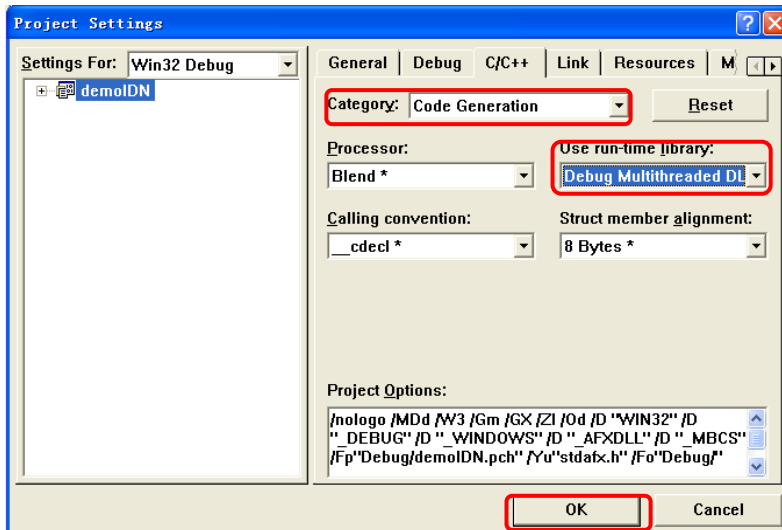 Project Settings
Settings For: Win32 Debug
demoIDN
General Debug C/C++ Link Resources M
Category: Code Generation Reset
Processor: Use run-time library:
Blend * Debug Multithreaded DL
Calling convention: Struct member alignment:
__cdecl * 8 Bytes *
Project Options:
/nologo /MDd /W3 /Gm /GX /ZI /Od /D "WIN32" /D
"_DEBUG" /D "_WINDOWS" /D "_AFXDLL" /D "_MBCS"
/Fp"Debug/demoIDN.pch" /Yu"stdafx.h" /Fo"Debug/"
OK Cancel